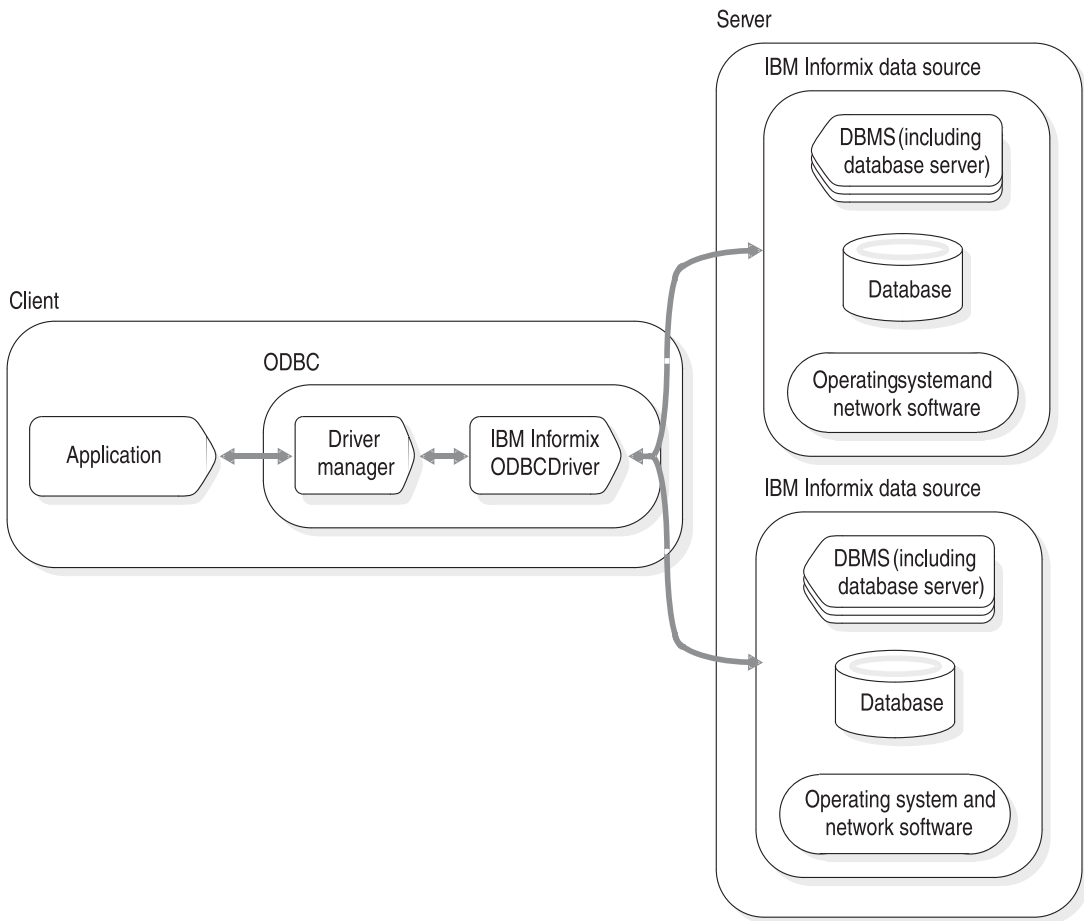 Server
IBM Informix data source
DBMS (including
database server)
Database
Operatingsystemand
network software
Client
ODBC
Application
Driver
manager
IBM Informix
ODBCDriver
IBM Informix data source
DBMS (including
database server)
Database
Operating system and
network software